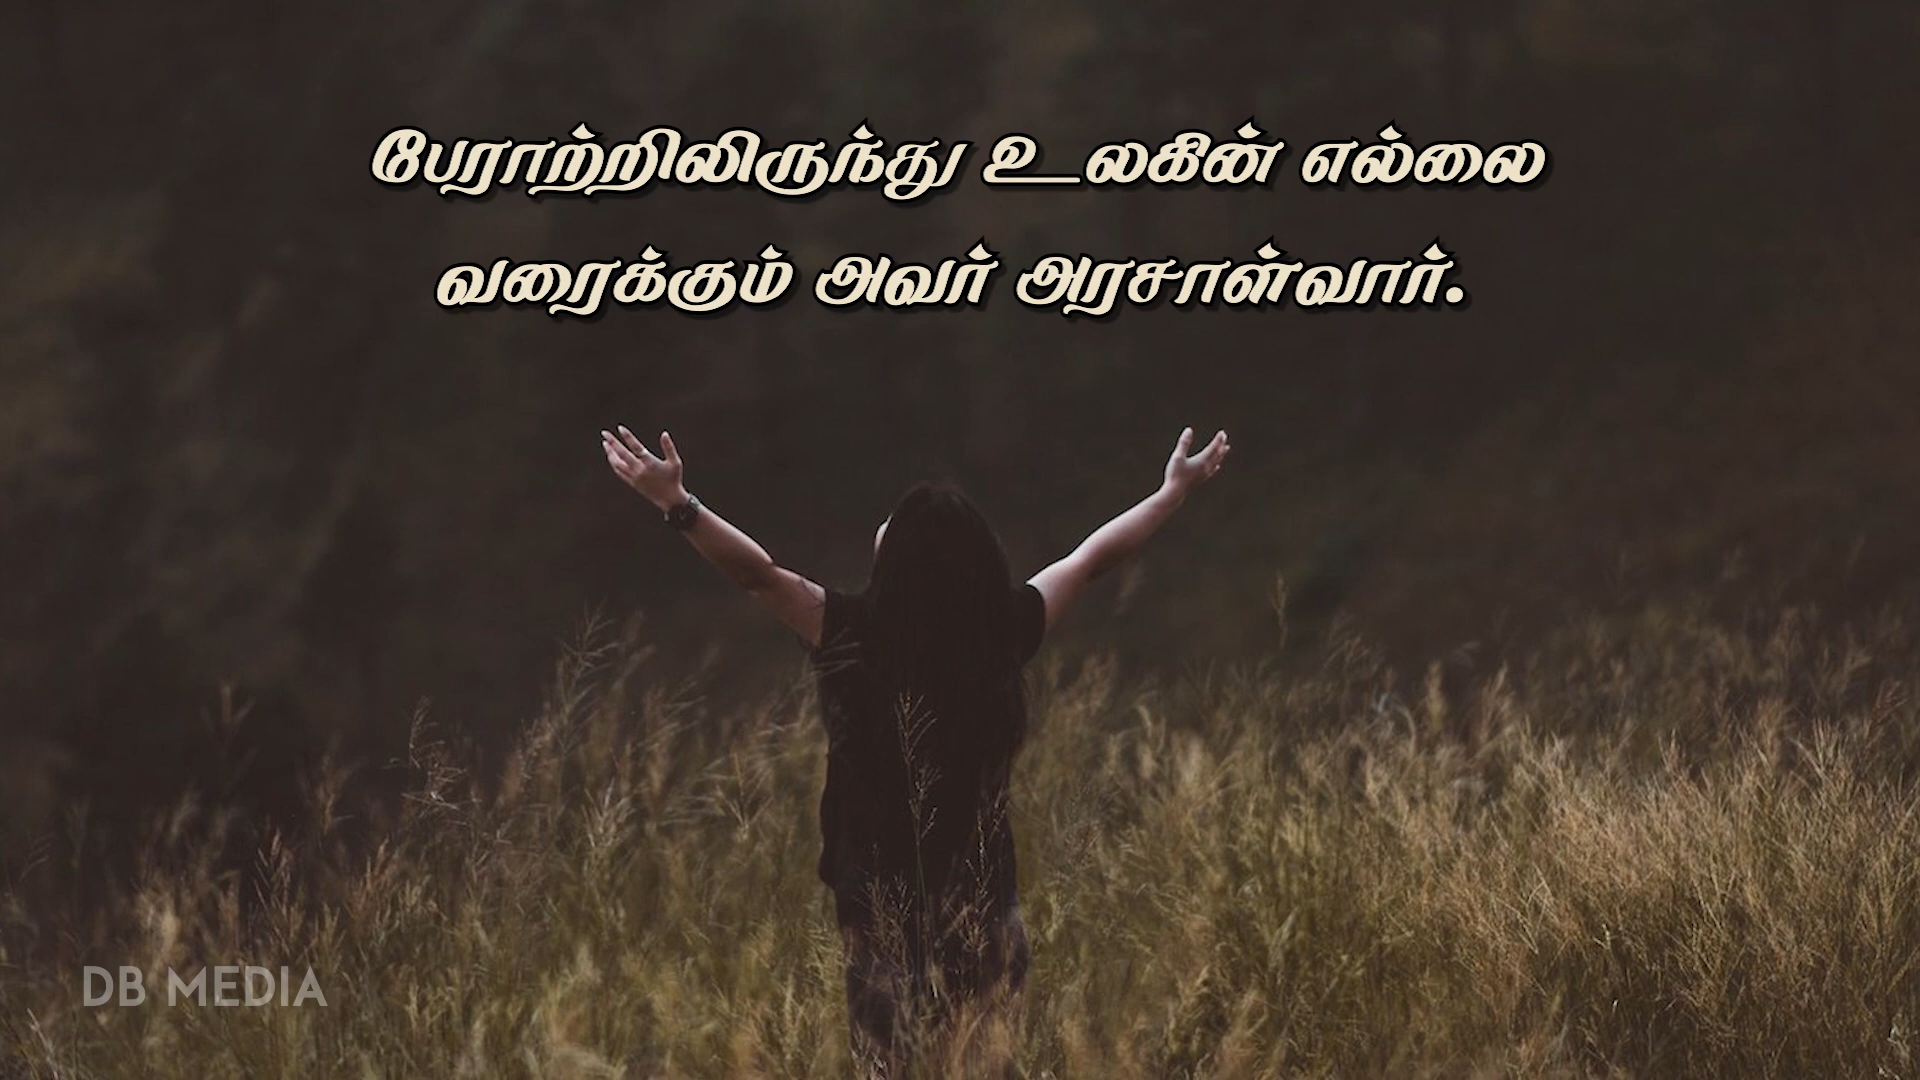 பேராற்றிலிருந்து உலகின் எல்லை
வரைக்கும் அவர் அரசாள்வார்.
DB MEDIA